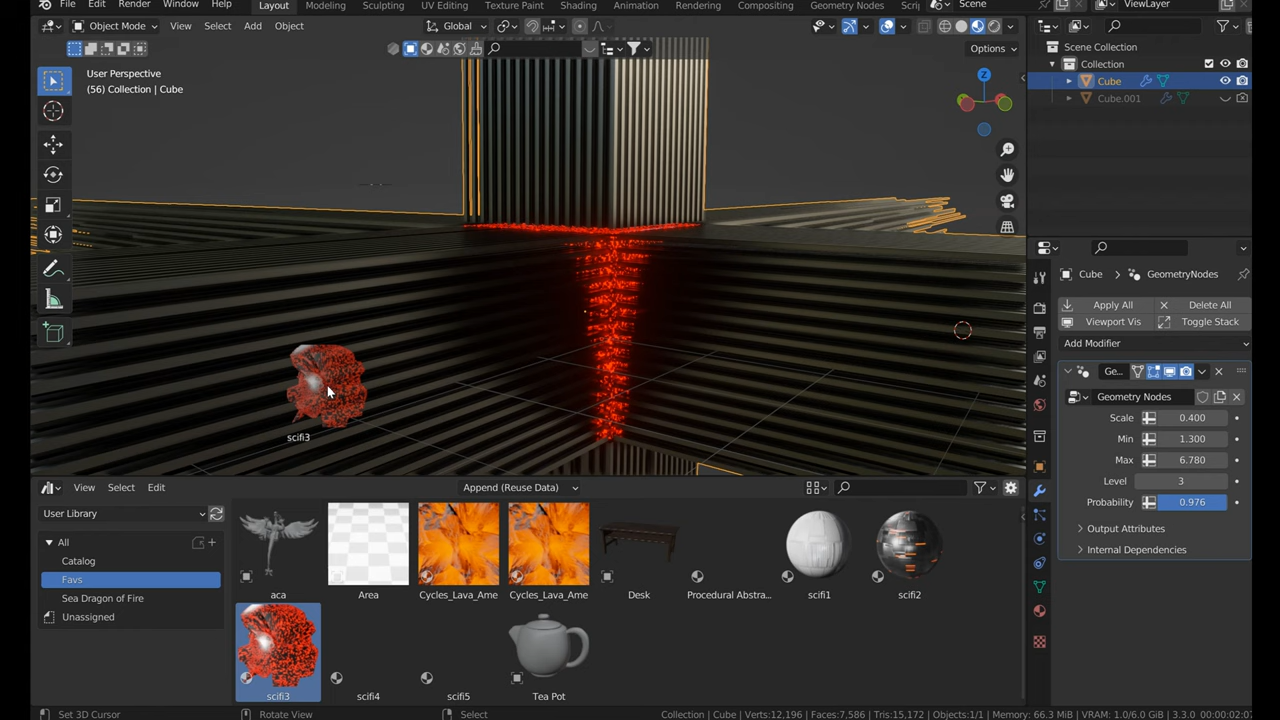 File Edit Render Window Help Layout Modeling Sculpting UV Editing Texture Paint Shading Animation Rendering Compositing Geometry Nodes Scene ViewLayer
Object Mode View Select Add Object Global
Options
User Perspective
(56) Collection | Cube
Z
scifi3
Scene Collection
Collection
Cube
Cube.001
Cube GeometryNodes
Apply All Delete All
Viewport Vis Toggle Stack
Add Modifier
Ge...
Geometry Nodes
Scale 0.400
Min 1.300
Max 6.780
Level 3
Probability 0.976
Output Attributes
Internal Dependencies
View Select Edit Append (Reuse Data)
User Library
All
Catalog
Favs
Sea Dragon of Fire
Unassigned
aca Area Cycles_Lava_Ame Cycles_Lava_Ame Desk Procedural Abstra... scifi1 scifi2
scifi3 scifi4 scifi5 Tea Pot
Set 3D Cursor Rotate View Select Collection | Cube Verts:12,196 | Faces:7,586 | Tris:15,172 | Objects:1/1 | Memory: 66.3 MiB | VRAM: 1.0/6.0 GiB | 3.3.0